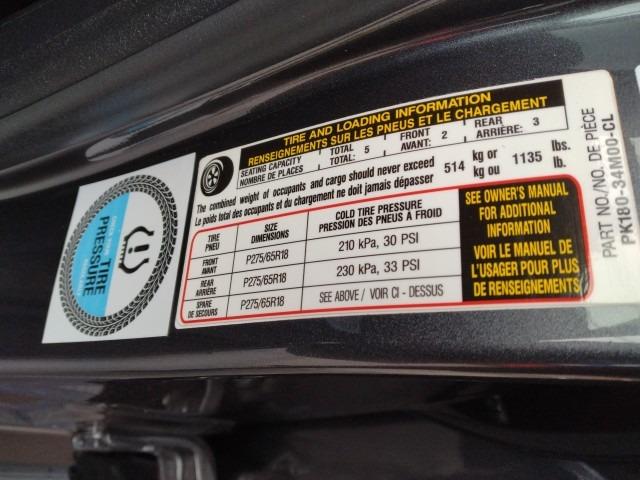 TIRE AND LOADING INFORMATION
RENSEIGNEMENTS SUR LES PNEUS ET LE CHARGEMENT
SEATING CAPACITY TOTAL 5 FRONT 2 REAR 3
NOMBRE DE PLACES TOTAL: AVANT: ARRIÈRE:
The combined weight of occupants and cargo should never exceed 514 kg or 1135 lbs.
Le poids total des occupants et du chargement ne doit jamais dépasser kg ou lb.
TIRE SIZE COLD TIRE PRESSURE
PNEU DIMENSIONS PRESSION DES PNEUS À FROID
FRONT P275/65R18 210 kPa, 30 PSI
AVANT
REAR P275/65R18 230 kPa, 33 PSI
ARRIÈRE
SPARE P275/65R18 SEE ABOVE / VOIR CI - DESSUS
DE SECOURS
SEE OWNER'S MANUAL
FOR ADDITIONAL
INFORMATION
VOIR LE MANUEL DE
L'USAGER POUR PLUS
DE RENSEIGNEMENTS
PART NO./NO. DE PIÈCE
PK180-34M00-CL
TIRE
PRESSURE